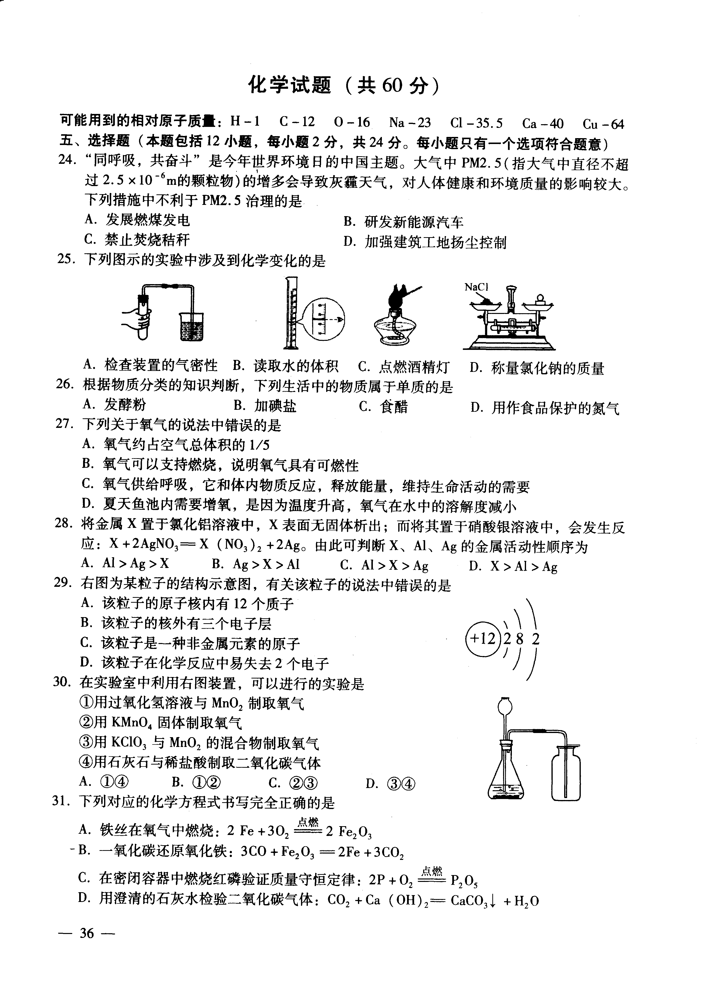 化学试题（共 60 分）
可能用到的相对原子质量：H－1 C－12 O－16 Na－23 Cl－35.5 Ca－40 Cu－64
五、选择题（本题包括 12 小题，每小题 2 分，共 24 分。每小题只有一个选项符合题意）
24. “同呼吸，共奋斗”是今年世界环境日的中国主题。大气中 PM2.5(指大气中直径不超
过 2.5×10⁻⁶m的颗粒物)的增多会导致灰霾天气，对人体健康和环境质量的影响较大。
下列措施中不利于 PM2.5 治理的是
A. 发展燃煤发电 B. 研发新能源汽车
C. 禁止焚烧秸秆 D. 加强建筑工地扬尘控制
25. 下列图示的实验中涉及到化学变化的是
NaCl
A. 检查装置的气密性 B. 读取水的体积 C. 点燃酒精灯 D. 称量氯化钠的质量
26. 根据物质分类的知识判断，下列生活中的物质属于单质的是
A. 发酵粉 B. 加碘盐 C. 食醋 D. 用作食品保护的氮气
27. 下列关于氧气的说法中错误的是
A. 氧气约占空气总体积的 1/5
B. 氧气可以支持燃烧，说明氧气具有可燃性
C. 氧气供给呼吸，它和体内物质反应，释放能量，维持生命活动的需要
D. 夏天鱼池内需要增氧，是因为温度升高，氧气在水中的溶解度减小
28. 将金属 X 置于氯化铝溶液中，X 表面无固体析出；而将其置于硝酸银溶液中，会发生反
应：X＋2AgNO₃══X（NO₃）₂＋2Ag。由此可判断 X、Al、Ag 的金属活动性顺序为
A. Al＞Ag＞X B. Ag＞X＞Al C. Al＞X＞Ag D. X＞Al＞Ag
29. 右图为某粒子的结构示意图，有关该粒子的说法中错误的是
A. 该粒子的原子核内有 12 个质子
B. 该粒子的核外有三个电子层
C. 该粒子是一种非金属元素的原子
D. 该粒子在化学反应中易失去 2 个电子
+12 2 8 2
30. 在实验室中利用右图装置，可以进行的实验是
①用过氧化氢溶液与 MnO₂ 制取氧气
②用 KMnO₄ 固体制取氧气
③用 KClO₃ 与 MnO₂ 的混合物制取氧气
④用石灰石与稀盐酸制取二氧化碳气体
A. ①④ B. ①② C. ②③ D. ③④
31. 下列对应的化学方程式书写完全正确的是
点燃
A. 铁丝在氧气中燃烧：2 Fe＋3O₂ ══ 2 Fe₂O₃
B. 一氧化碳还原氧化铁：3CO＋Fe₂O₃ ══ 2Fe＋3CO₂
点燃
C. 在密闭容器中燃烧红磷验证质量守恒定律：2P＋O₂ ══ P₂O₅
D. 用澄清的石灰水检验二氧化碳气体：CO₂＋Ca（OH）₂══ CaCO₃↓ ＋H₂O
— 36 —